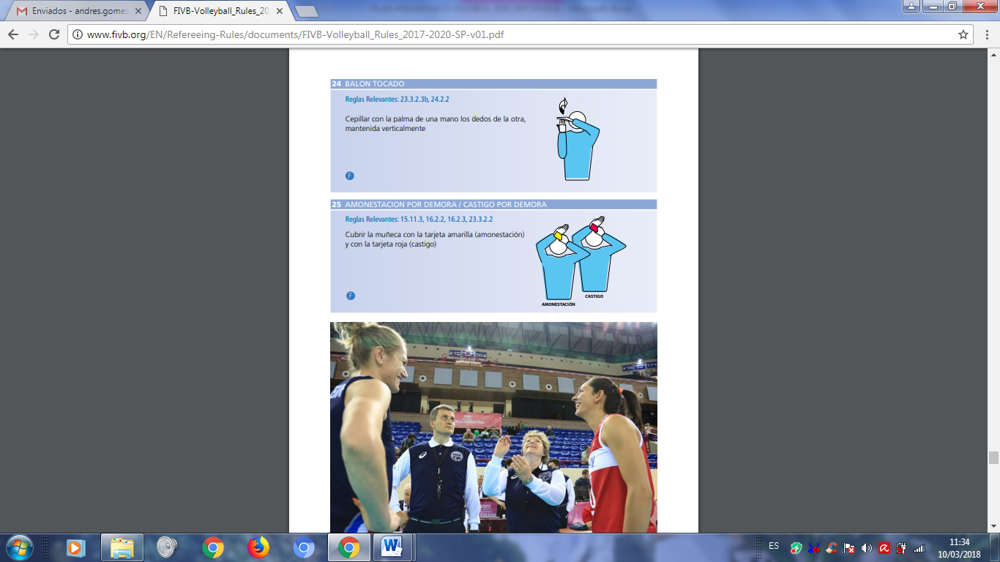 Enviados - andres.gomez
FIVB-Volleyball_Rules_20
www.fivb.org/EN/Refereeing-Rules/documents/FIVB-Volleyball_Rules_2017-2020-SP-v01.pdf
24 BALON TOCADO
Reglas Relevantes: 23.3.2.3b, 24.2.2
Cepillar con la palma de una mano los dedos de la otra,
mantenida verticalmente
F
25 AMONESTACION POR DEMORA / CASTIGO POR DEMORA
Reglas Relevantes: 15.11.3, 16.2.2, 16.2.3, 23.3.2.2
Cubrir la muñeca con la tarjeta amarilla (amonestación)
y con la tarjeta roja (castigo)
F
CASTIGO
AMONESTACIÓN
FIVB
ES
11:34
10/03/2018